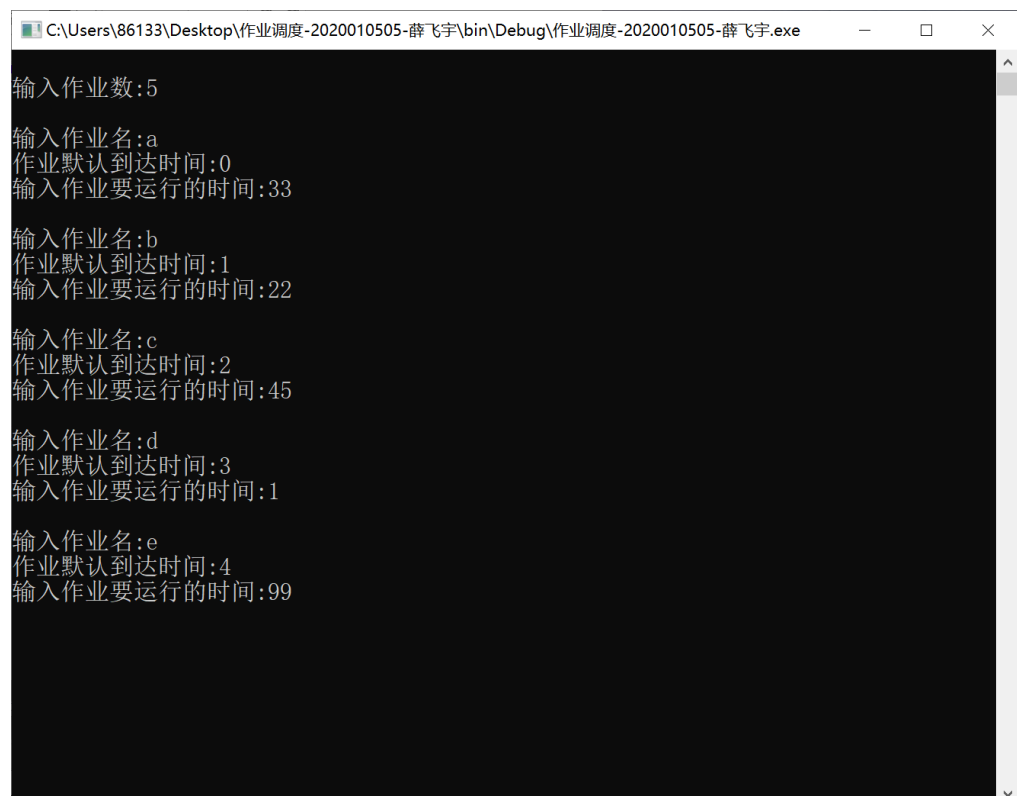 C:\Users\86133\Desktop\作业调度-2020010505-薛飞宇\bin\Debug\作业调度-2020010505-薛飞宇.exe
输入作业数:5
输入作业名:a
作业默认到达时间:0
输入作业要运行的时间:33
输入作业名:b
作业默认到达时间:1
输入作业要运行的时间:22
输入作业名:c
作业默认到达时间:2
输入作业要运行的时间:45
输入作业名:d
作业默认到达时间:3
输入作业要运行的时间:1
输入作业名:e
作业默认到达时间:4
输入作业要运行的时间:99